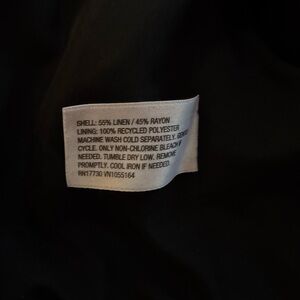 SHELL: 55% LINEN / 45% RAYON
LINING: 100% RECYCLED POLYESTER
MACHINE WASH COLD SEPARATELY. GENTLE
CYCLE. ONLY NON-CHLORINE BLEACH IF
NEEDED. TUMBLE DRY LOW. REMOVE
PROMPTLY. COOL IRON IF NEEDED.
RN17730 VN1055164